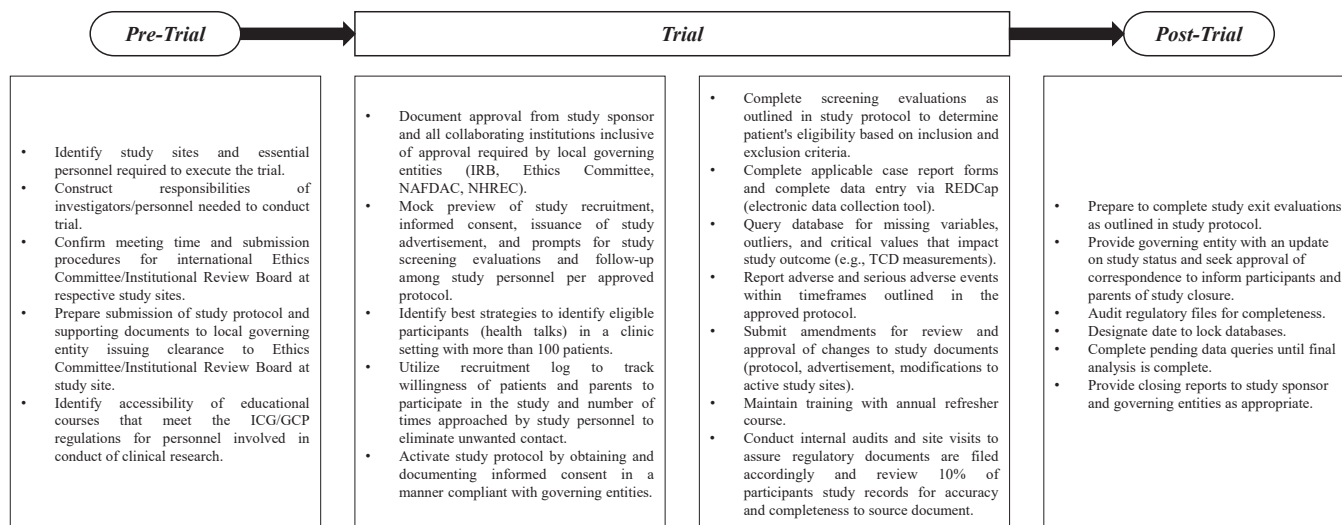 Pre-Trial
Trial
Post-Trial
• Identify study sites and essential
personnel required to execute the trial.
• Construct responsibilities of
investigators/personnel needed to conduct
trial.
• Confirm meeting time and submission
procedures for international Ethics
Committee/Institutional Review Board at
respective study sites.
• Prepare submission of study protocol and
supporting documents to local governing
entity issuing clearance to Ethics
Committee/Institutional Review Board at
study site.
• Identify accessibility of educational
courses that meet the ICG/GCP
regulations for personnel involved in
conduct of clinical research.
• Document approval from study sponsor
and all collaborating institutions inclusive
of approval required by local governing
entities (IRB, Ethics Committee,
NAFDAC, NHREC).
• Mock preview of study recruitment,
informed consent, issuance of study
advertisement, and prompts for study
screening evaluations and follow-up
among study personnel per approved
protocol.
• Identify best strategies to identify eligible
participants (health talks) in a clinic
setting with more than 100 patients.
• Utilize recruitment log to track
willingness of patients and parents to
participate in the study and number of
times approached by study personnel to
eliminate unwanted contact.
• Activate study protocol by obtaining and
documenting informed consent in a
manner compliant with governing entities.
• Complete screening evaluations as
outlined in study protocol to determine
patient's eligibility based on inclusion and
exclusion criteria.
• Complete applicable case report forms
and complete data entry via REDCap
(electronic data collection tool).
• Query database for missing variables,
outliers, and critical values that impact
study outcome (e.g., TCD measurements).
• Report adverse and serious adverse events
within timeframes outlined in the
approved protocol.
• Submit amendments for review and
approval of changes to study documents
(protocol, advertisement, modifications to
active study sites).
• Maintain training with annual refresher
course.
• Conduct internal audits and site visits to
assure regulatory documents are filed
accordingly and review 10% of
participants study records for accuracy
and completeness to source document.
• Prepare to complete study exit evaluations
as outlined in study protocol.
• Provide governing entity with an update
on study status and seek approval of
correspondence to inform participants and
parents of study closure.
• Audit regulatory files for completeness.
• Designate date to lock databases.
• Complete pending data queries until final
analysis is complete.
• Provide closing reports to study sponsor
and governing entities as appropriate.